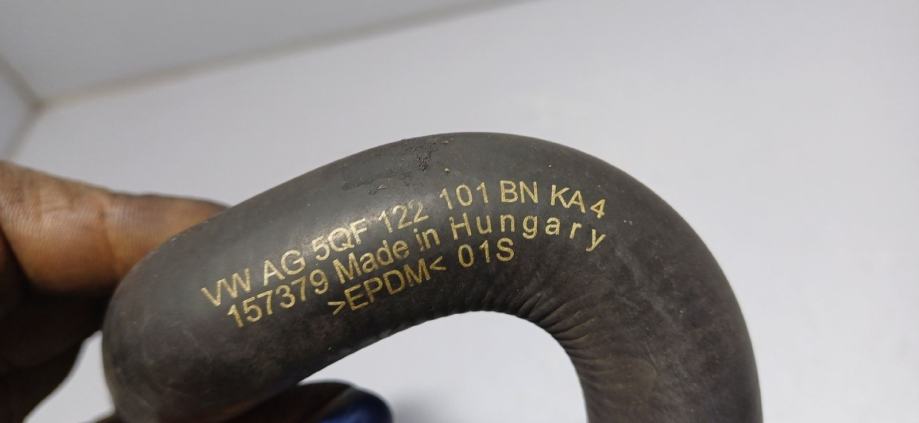 VW AG 5QF 122 101 BN KA4
157379 Made in Hungary
>EPDM< 01S